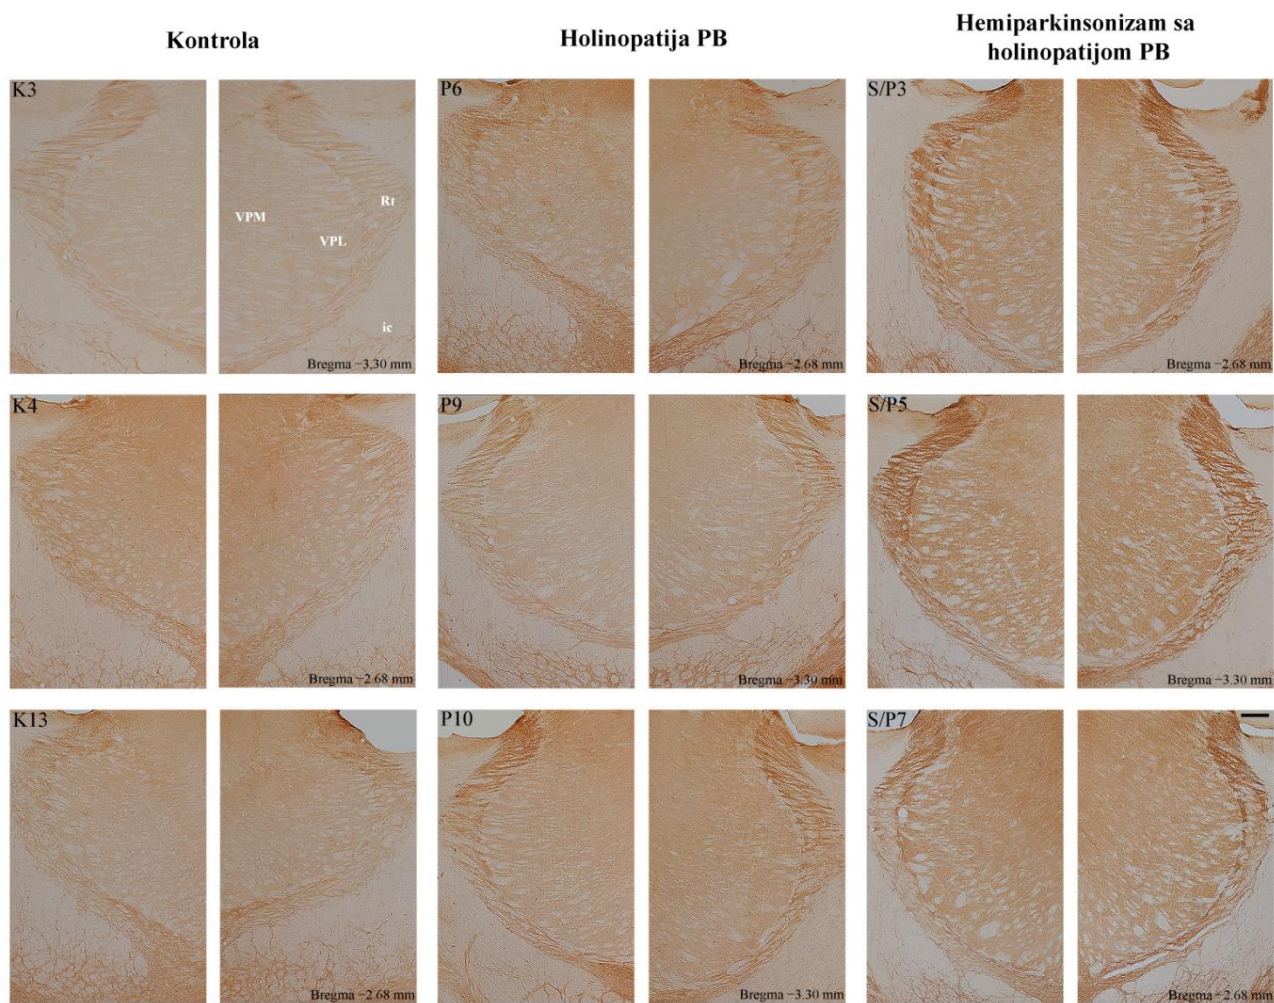 Kontrola
Holinopatija PB
Hemiparkinsonizam sa
holinopatijom PB
K3
VPM
VPL
Rt
ic
Bregma −3,30 mm
P6
Bregma −2.68 mm
S/P3
Bregma −2.68 mm
K4
Bregma −2.68 mm
P9
Bregma −3.30 mm
S/P5
Bregma −3.30 mm
K13
Bregma −2.68 mm
P10
Bregma −3.30 mm
S/P7
Bregma −2.68 mm